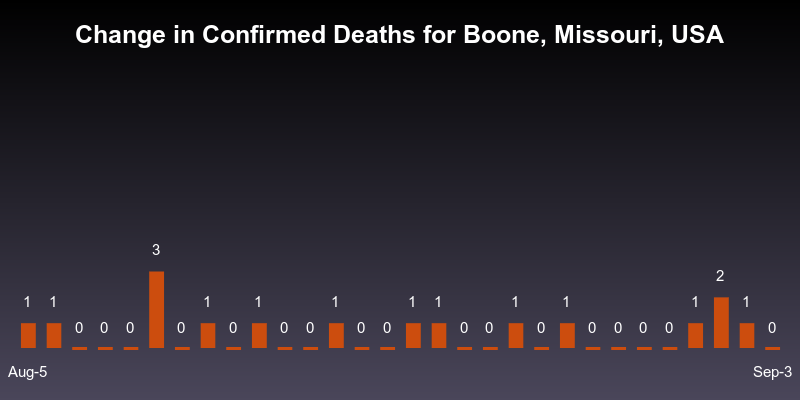 Change in Confirmed Deaths for Boone, Missouri, USA
1 1 0 0 0 3 0 1 0 1 0 0 1 0 0 1 1 0 0 1 0 1 0 0 0 0 1 2 1 0
Aug-5 Sep-3